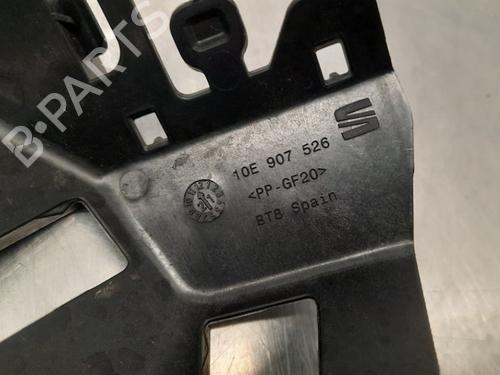 B-PARTS
10E 907 526
<PP-GF20>
BT8 Spain